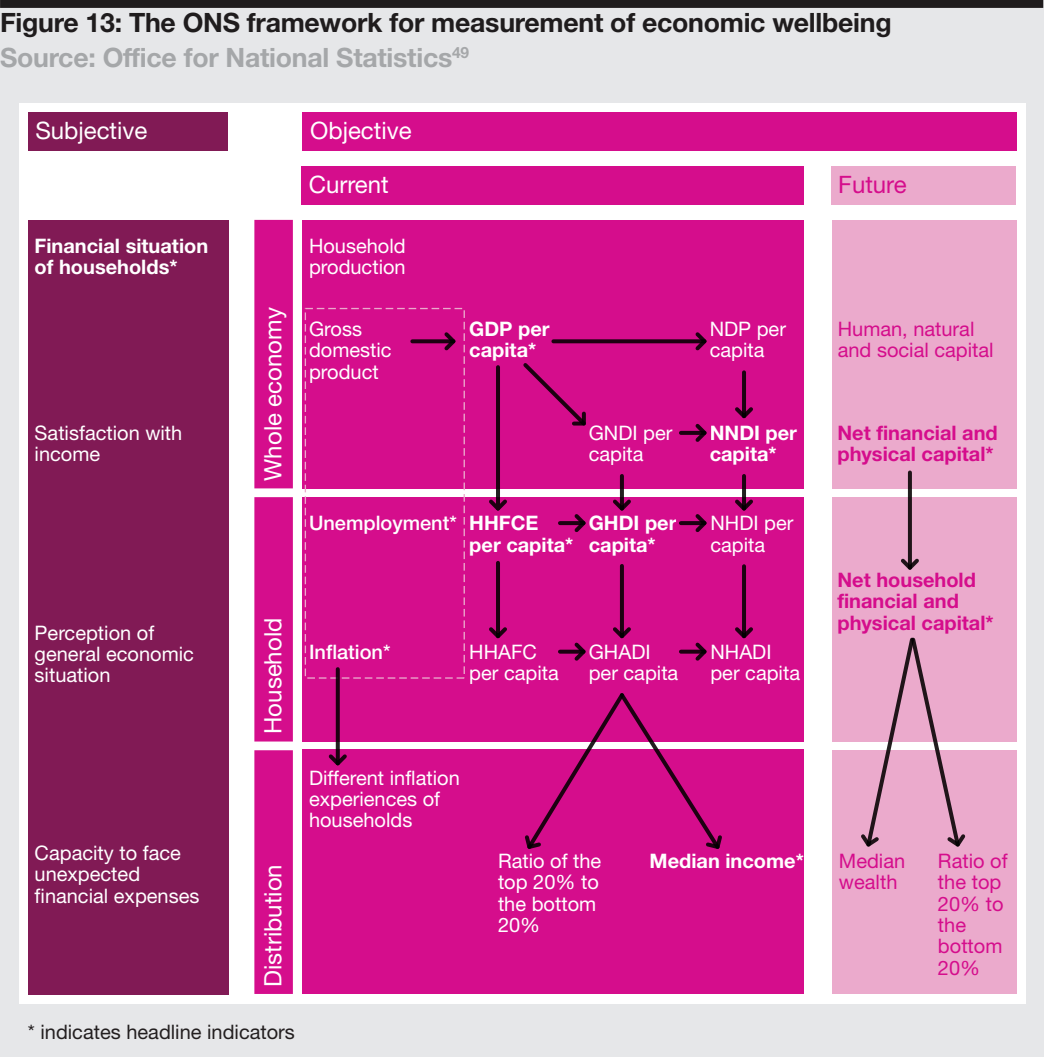 Figure 13: The ONS framework for measurement of economic wellbeing
Source: Office for National Statistics49
Subjective
Objective
Current
Future
Financial situation
of households*
Satisfaction with
income
Perception of
general economic
situation
Capacity to face
unexpected
financial expenses
Whole economy
Household
production
Gross
domestic
product
GDP per
capita*
NDP per
capita
GNDI per
capita
NNDI per
capita*
Human, natural
and social capital
Net financial and
physical capital*
Household
Unemployment*
HHFCE
per capita*
GHDI per
capita*
NHDI per
capita
Inflation*
HHAFC
per capita
GHADI
per capita
NHADI
per capita
Net household
financial and
physical capital*
Distribution
Different inflation
experiences of
households
Ratio of the
top 20% to
the bottom
20%
Median income*
Median
wealth
Ratio of
the top
20% to
the
bottom
20%
* indicates headline indicators